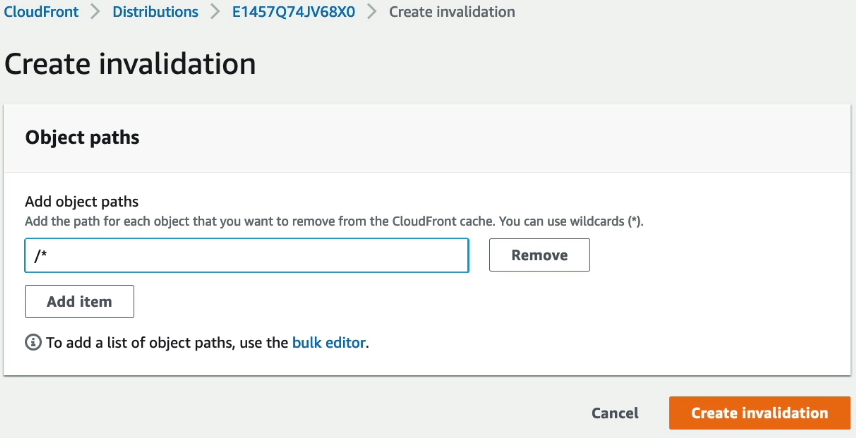 CloudFront > Distributions > E1457Q74JV68X0 > Create invalidation
Create invalidation
Object paths
Add object paths
Add the path for each object that you want to remove from the CloudFront cache. You can use wildcards (*).
/*
Remove
Add item
To add a list of object paths, use the bulk editor.
Cancel
Create invalidation